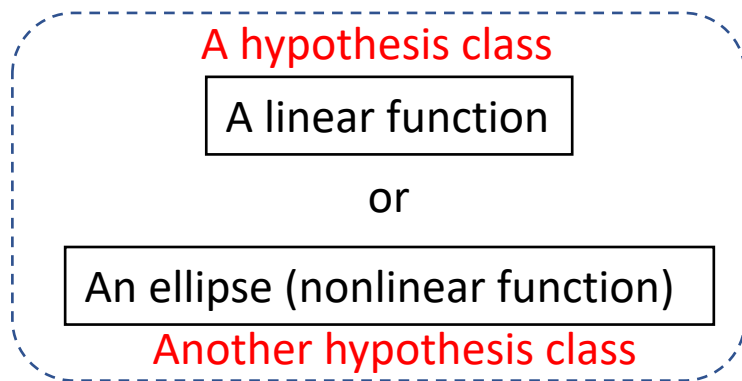 A hypothesis class
A linear function
or
An ellipse (nonlinear function)
Another hypothesis class